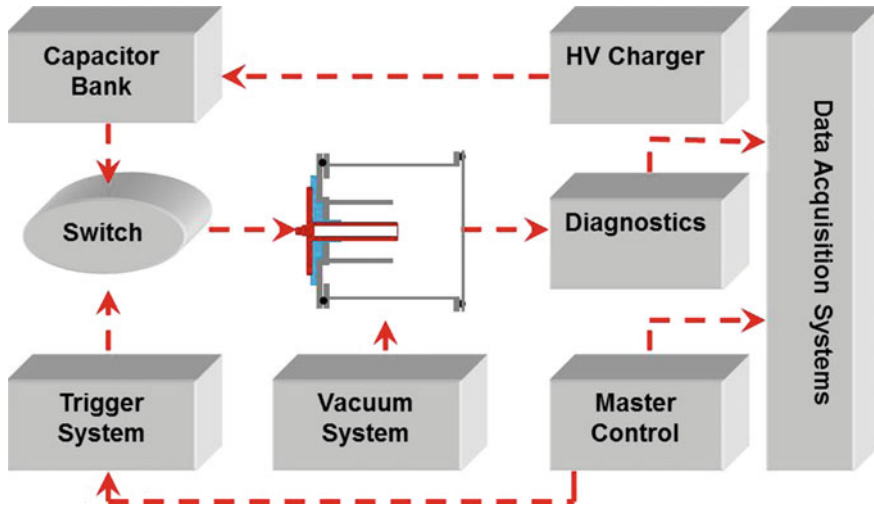 Capacitor
Bank
HV Charger
Switch
Diagnostics
Data Acquisition Systems
Trigger
System
Vacuum
System
Master
Control